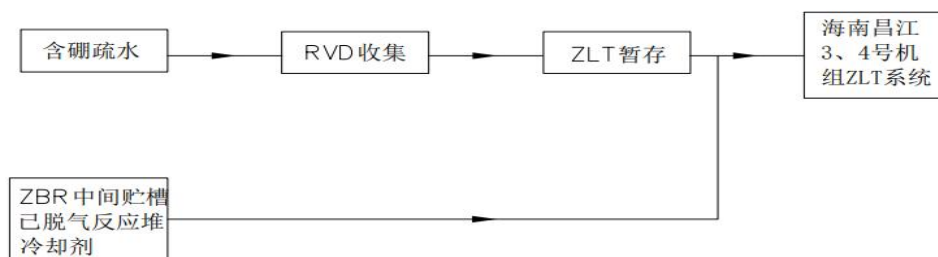 含硼疏水
RVD收集
ZLT暂存
海南昌江
3、4号机
组ZLT系统
ZBR中间贮槽
已脱气反应堆
冷却剂